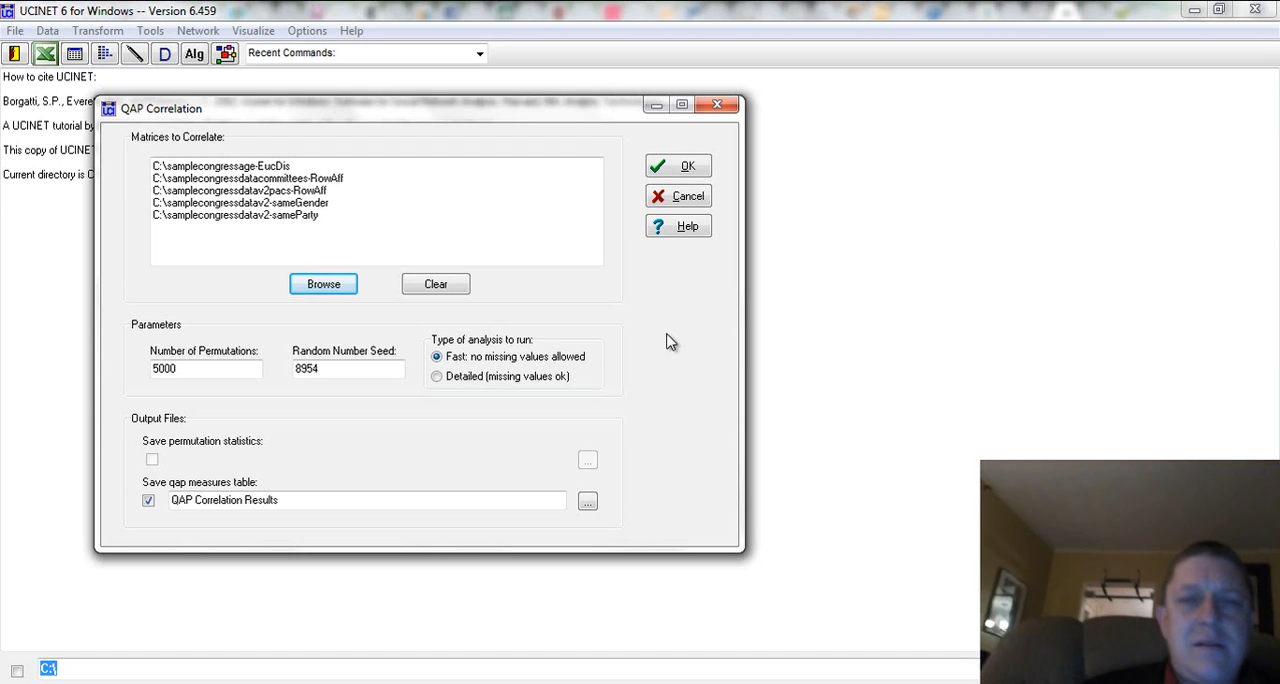 UCINET 6 for Windows -- Version 6.459
File Data Transform Tools Network Visualize Options Help
D Alg Recent Commands:
How to cite UCINET:
Borgatti, S.P., Evere
A UCINET tutorial by
This copy of UCINET
Current directory is C
QAP Correlation
Matrices to Correlate:
C:\samplecongressage-EucDis
C:\samplecongressdatacommittees-RowAff
C:\samplecongressdatav2pacs-RowAff
C:\samplecongressdatav2-sameGender
C:\samplecongressdatav2-sameParty
OK
Cancel
Help
Browse Clear
Parameters
Number of Permutations:
5000
Random Number Seed:
8954
Type of analysis to run:
Fast: no missing values allowed
Detailed (missing values ok)
Output Files:
Save permutation statistics:
...
Save qap measures table:
QAP Correlation Results
...
C:\